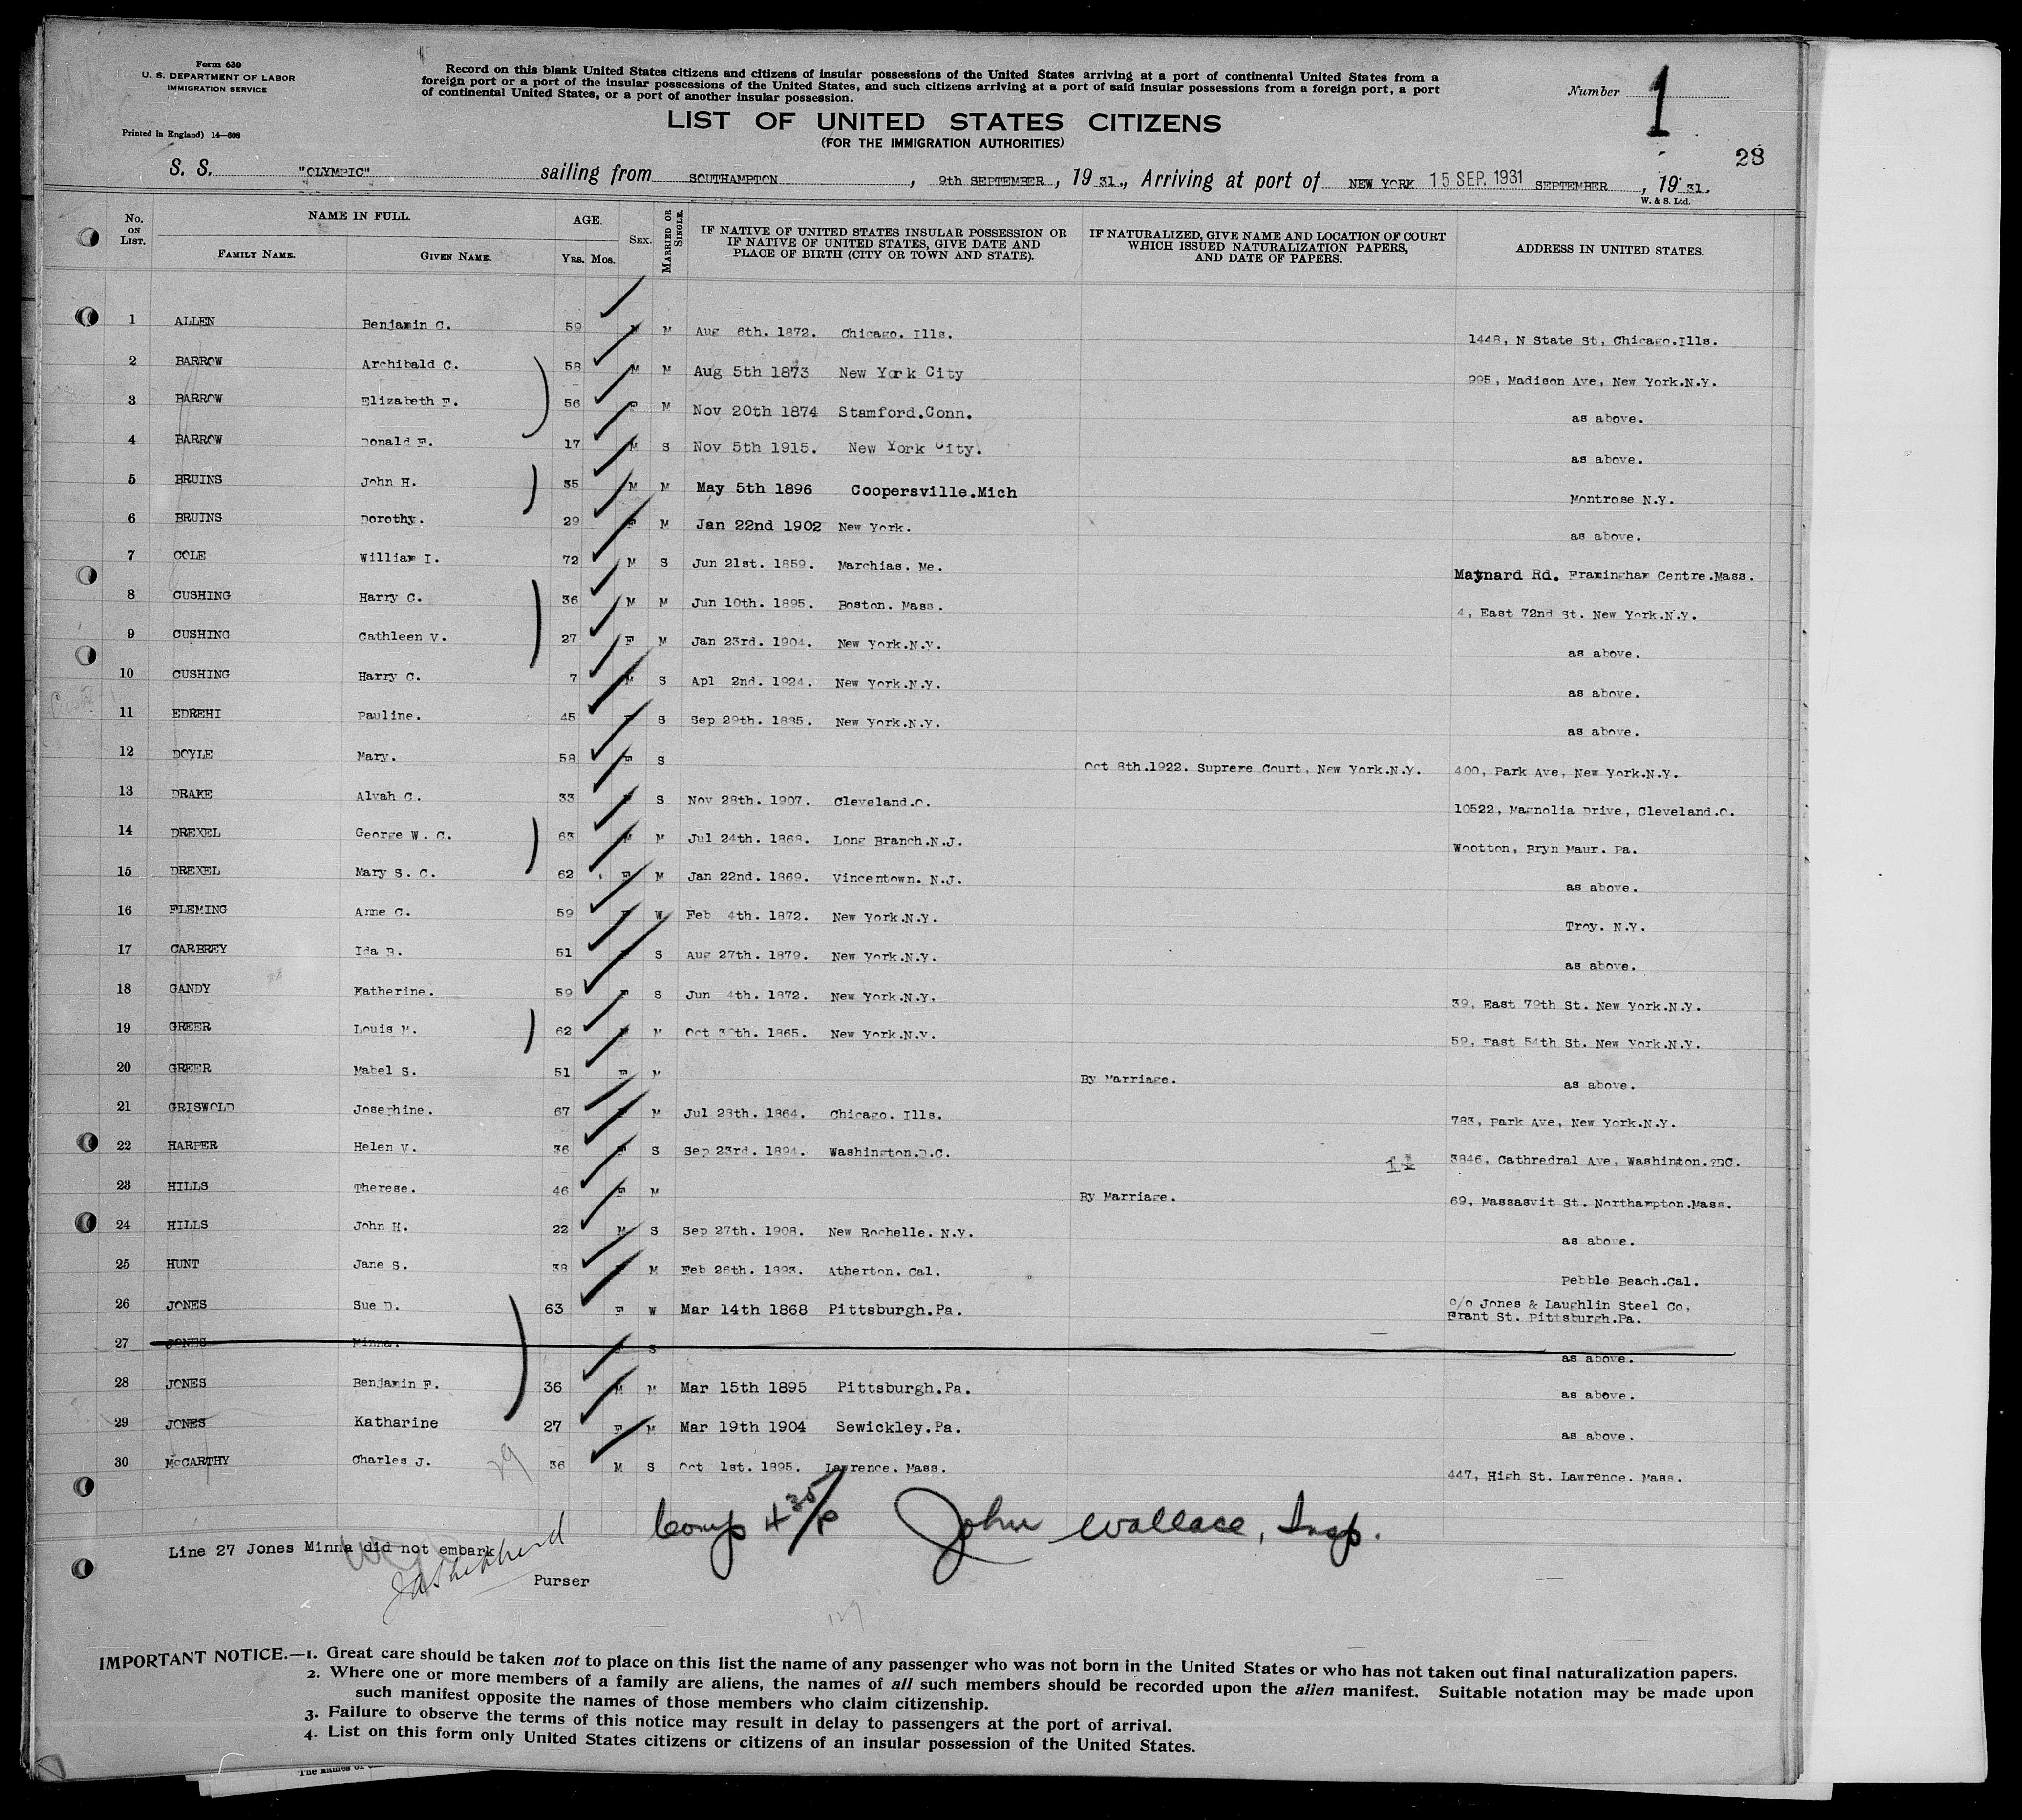 Form 630
U. S. DEPARTMENT OF LABOR
IMMIGRATION SERVICE
Printed in England) 14—608
Record on this blank United States citizens and citizens of insular possessions of the United States arriving at a port of continental United States from a
foreign port or a port of the insular possessions of the United States, and such citizens arriving at a port of said insular possessions from a foreign port, a port
of continental United States, or a port of another insular possession.
Number 1
LIST OF UNITED STATES CITIZENS
(FOR THE IMMIGRATION AUTHORITIES)
28
S. S. "OLYMPIC" sailing from SOUTHAMPTON, 9th SEPTEMBER, 19 31., Arriving at port of NEW YORK 15 SEP. 1931 SEPTEMBER, 19 31.
W. & S. Ltd.
No. ON LIST. NAME IN FULL. FAMILY NAME. GIVEN NAME. AGE. YRS. MOS. SEX. MARRIED OR SINGLE. IF NATIVE OF UNITED STATES INSULAR POSSESSION OR IF NATIVE OF UNITED STATES, GIVE DATE AND PLACE OF BIRTH (CITY OR TOWN AND STATE). IF NATURALIZED, GIVE NAME AND LOCATION OF COURT WHICH ISSUED NATURALIZATION PAPERS, AND DATE OF PAPERS. ADDRESS IN UNITED STATES.
1 ALLEN Benjamin C. 59 M M Aug 6th. 1872. Chicago. Ills. 1448, N State St, Chicago.Ills.
2 BARROW Archibald C. 58 M M Aug 5th 1873 New York City 995, Madison Ave, New York.N.Y.
3 BARROW Elizabeth F. 56 F M Nov 20th 1874 Stamford.Conn. as above.
4 BARROW Donald F. 17 M S Nov 5th 1915. New York City. as above.
5 BRUINS John H. 35 M M May 5th 1896 Coopersville.Mich Montrose N.Y.
6 BRUINS Dorothy. 29 F M Jan 22nd 1902 New York. as above.
7 COLE William I. 72 M S Jun 21st. 1859. Marchias. Me. Maynard Rd. Framingham Centre.Mass.
8 CUSHING Harry C. 36 M M Jun 10th. 1895. Boston. Mass. 4, East 72nd St. New York.N.Y.
9 CUSHING Cathleen V. 27 F M Jan 23rd. 1904. New York.N.Y. as above.
10 CUSHING Harry C. 7 M S Apl 2nd. 1924. New York.N.Y. as above.
11 EDREHI Pauline. 45 F S Sep 29th. 1885. New York.N.Y. as above.
12 DOYLE Mary. 58 F S Oct 8th.1922. Supreme Court, New York.N.Y. 400, Park Ave, New York.N.Y.
13 DRAKE Alvah C. 33 S Nov 28th. 1907. Cleveland.O. 10522, Magnolia Drive, Cleveland.O.
14 DREXEL George W. C. 63 M M Jul 24th. 1868. Long Branch.N.J. Wootton, Bryn Maur. Pa.
15 DREXEL Mary S. C. 62 F M Jan 22nd. 1869. Vincentown. N.J. as above.
16 FLEMING Anne C. 59 F W Feb 4th. 1872. New York.N.Y. Troy. N.Y.
17 CARBREY Ida R. 51 F S Aug 27th. 1879. New York.N.Y. as above.
18 GANDY Katherine. 59 F S Jun 4th. 1872. New York.N.Y. 39, East 79th St. New York.N.Y.
19 GREER Louis M. 62 M Oct 30th. 1865. New York.N.Y. 59, East 54th St. New York.N.Y.
20 GREER Mabel S. 51 F M By Marriage. as above.
21 GRISWOLD Josephine. 67 F M Jul 28th. 1864. Chicago. Ills. 783, Park Ave, New York.N.Y.
22 HARPER Helen V. 36 F S Sep 23rd. 1894. Washington.D.C. 14 3846, Cathredral Ave, Washinton. DC.
23 HILLS Therese. 46 F M By Marriage. 69, Massasvit St. Northampton.Mass.
24 HILLS John H. 22 M S Sep 27th. 1908. New Rochelle. N.Y. as above.
25 HUNT Jane S. 38 F M Feb 26th. 1893. Atherton. Cal. Pebble Beach.Cal.
26 JONES Sue D. 63 F W Mar 14th 1868 Pittsburgh.Pa. c/o Jones & Laughlin Steel Co,
Brant St. Pittsburgh.Pa.
27 JONES Minna. F S as above.
28 JONES Benjamin F. 36 M M Mar 15th 1895 Pittsburgh.Pa. as above.
29 JONES Katharine 27 F M Mar 19th 1904 Sewickley.Pa. as above.
30 McCARTHY Charles J. 36 M S Oct 1st. 1895. Lawrence. Mass. 447, High St. Lawrence. Mass.
29
John Wallace, Insp.
Line 27 Jones Minna did not embark
Purser
129
IMPORTANT NOTICE.—1. Great care should be taken not to place on this list the name of any passenger who was not born in the United States or who has not taken out final naturalization papers.
2. Where one or more members of a family are aliens, the names of all such members should be recorded upon the alien manifest. Suitable notation may be made upon
such manifest opposite the names of those members who claim citizenship.
3. Failure to observe the terms of this notice may result in delay to passengers at the port of arrival.
4. List on this form only United States citizens or citizens of an insular possession of the United States.